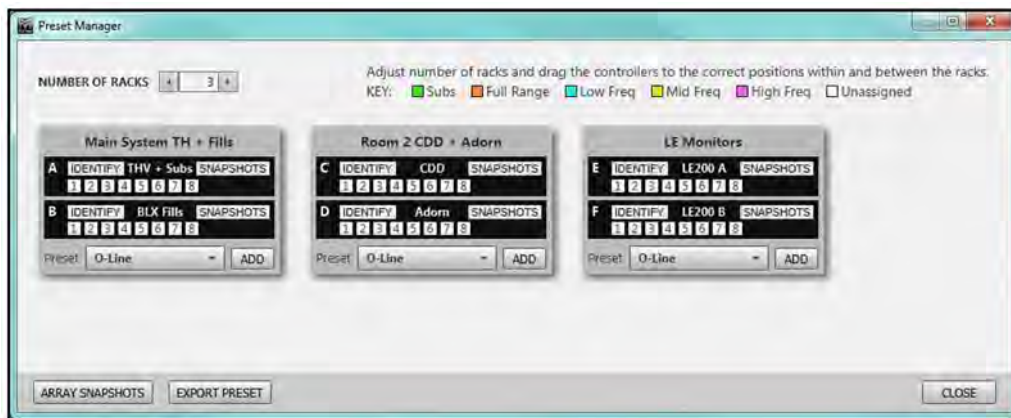 Preset Manager
NUMBER OF RACKS 3
Adjust number of racks and drag the controllers to the correct positions within and between the racks.
KEY: Subs Full Range Low Freq Mid Freq High Freq Unassigned
Main System TH + Fills
A IDENTIFY THV + Subs SNAPSHOTS
1 2 3 4 5 6 7 8
B IDENTIFY BLX Fills SNAPSHOTS
1 2 3 4 5 6 7 8
Preset O-Line ADD
Room 2 CDD + Adorn
C IDENTIFY CDD SNAPSHOTS
1 2 3 4 5 6 7 8
D IDENTIFY Adorn SNAPSHOTS
1 2 3 4 5 6 7 8
Preset O-Line ADD
LE Monitors
E IDENTIFY LE200 A SNAPSHOTS
1 2 3 4 5 6 7 8
F IDENTIFY LE200 B SNAPSHOTS
1 2 3 4 5 6 7 8
Preset O-Line ADD
ARRAY SNAPSHOTS EXPORT PRESET CLOSE